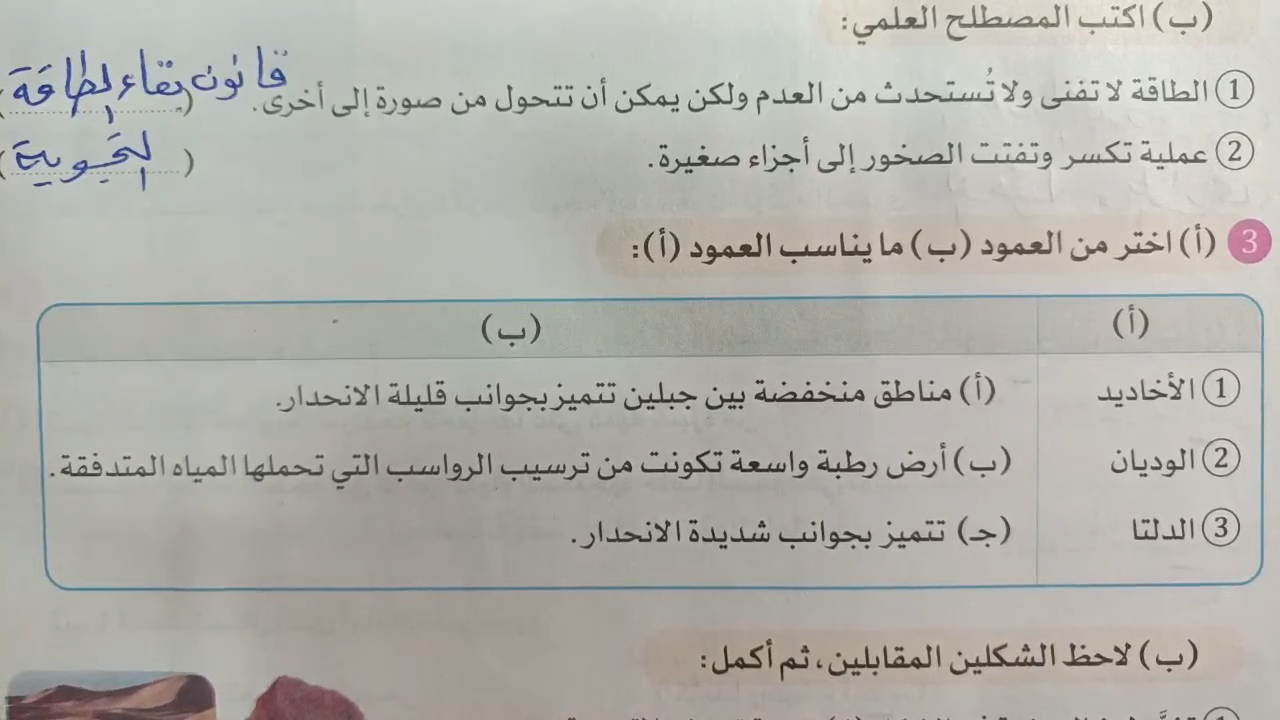 (ب) اكتب المصطلح العلمي:
① الطاقة لا تفنى ولا تُستحدث من العدم ولكن يمكن أن تتحول من صورة إلى أخرى. (قانون بقاء الطاقة)
② عملية تكسر وتفتت الصخور إلى أجزاء صغيرة. (التجوية)
3 (أ) اختر من العمود (ب) ما يناسب العمود (أ):
(أ) (ب)
① الأخاديد (أ) مناطق منخفضة بين جبلين تتميز بجوانب قليلة الانحدار.
② الوديان (ب) أرض رطبة واسعة تكونت من ترسيب الرواسب التي تحملها المياه المتدفقة.
③ الدلتا (جـ) تتميز بجوانب شديدة الانحدار.
(ب) لاحظ الشكلين المقابلين، ثم أكمل: